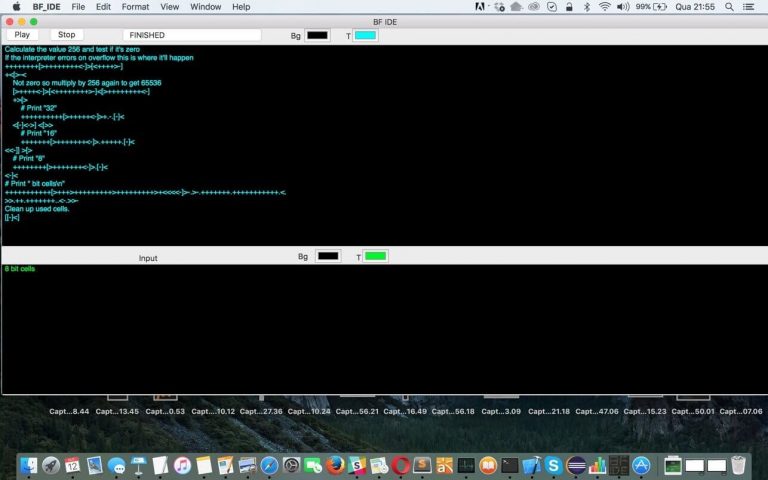 BF_IDE File Edit Format View Window Help 99% Qua 21:55
BF IDE
Play Stop FINISHED Bg T
Calculate the value 256 and test if it's zero
If the interpreter errors on overflow this is where it'll happen
++++++++[>++++++++<-]>[<++++>-]
+<[>-<
Not zero so multiply by 256 again to get 65536
[>++++<-]>[<++++++++>-]<[>++++++++<-]
+>[>
# Print "32"
++++++++++[>+++++<-]>+.-.[-]<
<[-]<->] <[>>
# Print "16"
+++++++[>+++++++<-]>.+++++.[-]<
<<-]] >[>
# Print "8"
++++++++[>+++++++<-]>.[-]<
<-]<
# Print " bit cells\n"
+++++++++++[>+++>+++++++++>+++++++++>+<<<<-]>-.>-.+++++++.+++++++++++.<.
>>.++.+++++++..<-.>>-
Clean up used cells.
[[-]<]
Input Bg T
8 bit cells
Capt...8.44 Capt...13.45 Capt...0.53 Capt...10.12 Capt...27.36 Capt...10.24 Capt...56.21 Capt...16.49 Capt...56.18 Capt...3.09 Capt...21.18 Capt...47.06 Capt...15.23 Capt...50.01 Capt...07.06
12